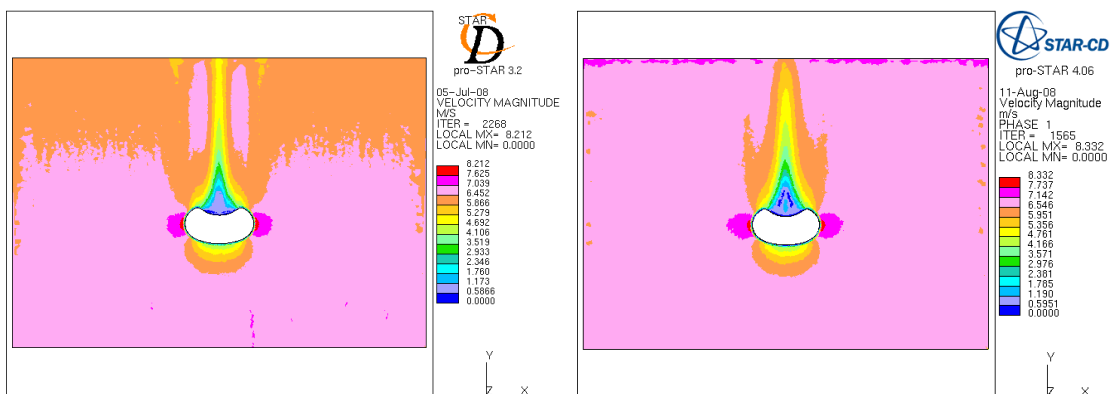 STAR
CD
pro-STAR 3.2
05-Jul-08
VELOCITY MAGNITUDE
M/S
ITER = 2268
LOCAL MX= 8.212
LOCAL MN= 0.0000
8.212
7.625
7.039
6.452
5.866
5.279
4.692
4.106
3.519
2.933
2.346
1.760
1.173
0.5866
0.0000
Y
Z X
STAR-CD
pro-STAR 4.06
11-Aug-08
Velocity Magnitude
m/s
PHASE 1
ITER = 1565
LOCAL MX= 8.332
LOCAL MN= 0.0000
8.332
7.737
7.142
6.546
5.951
5.356
4.761
4.166
3.571
2.976
2.381
1.785
1.190
0.5951
0.0000
Y
Z X